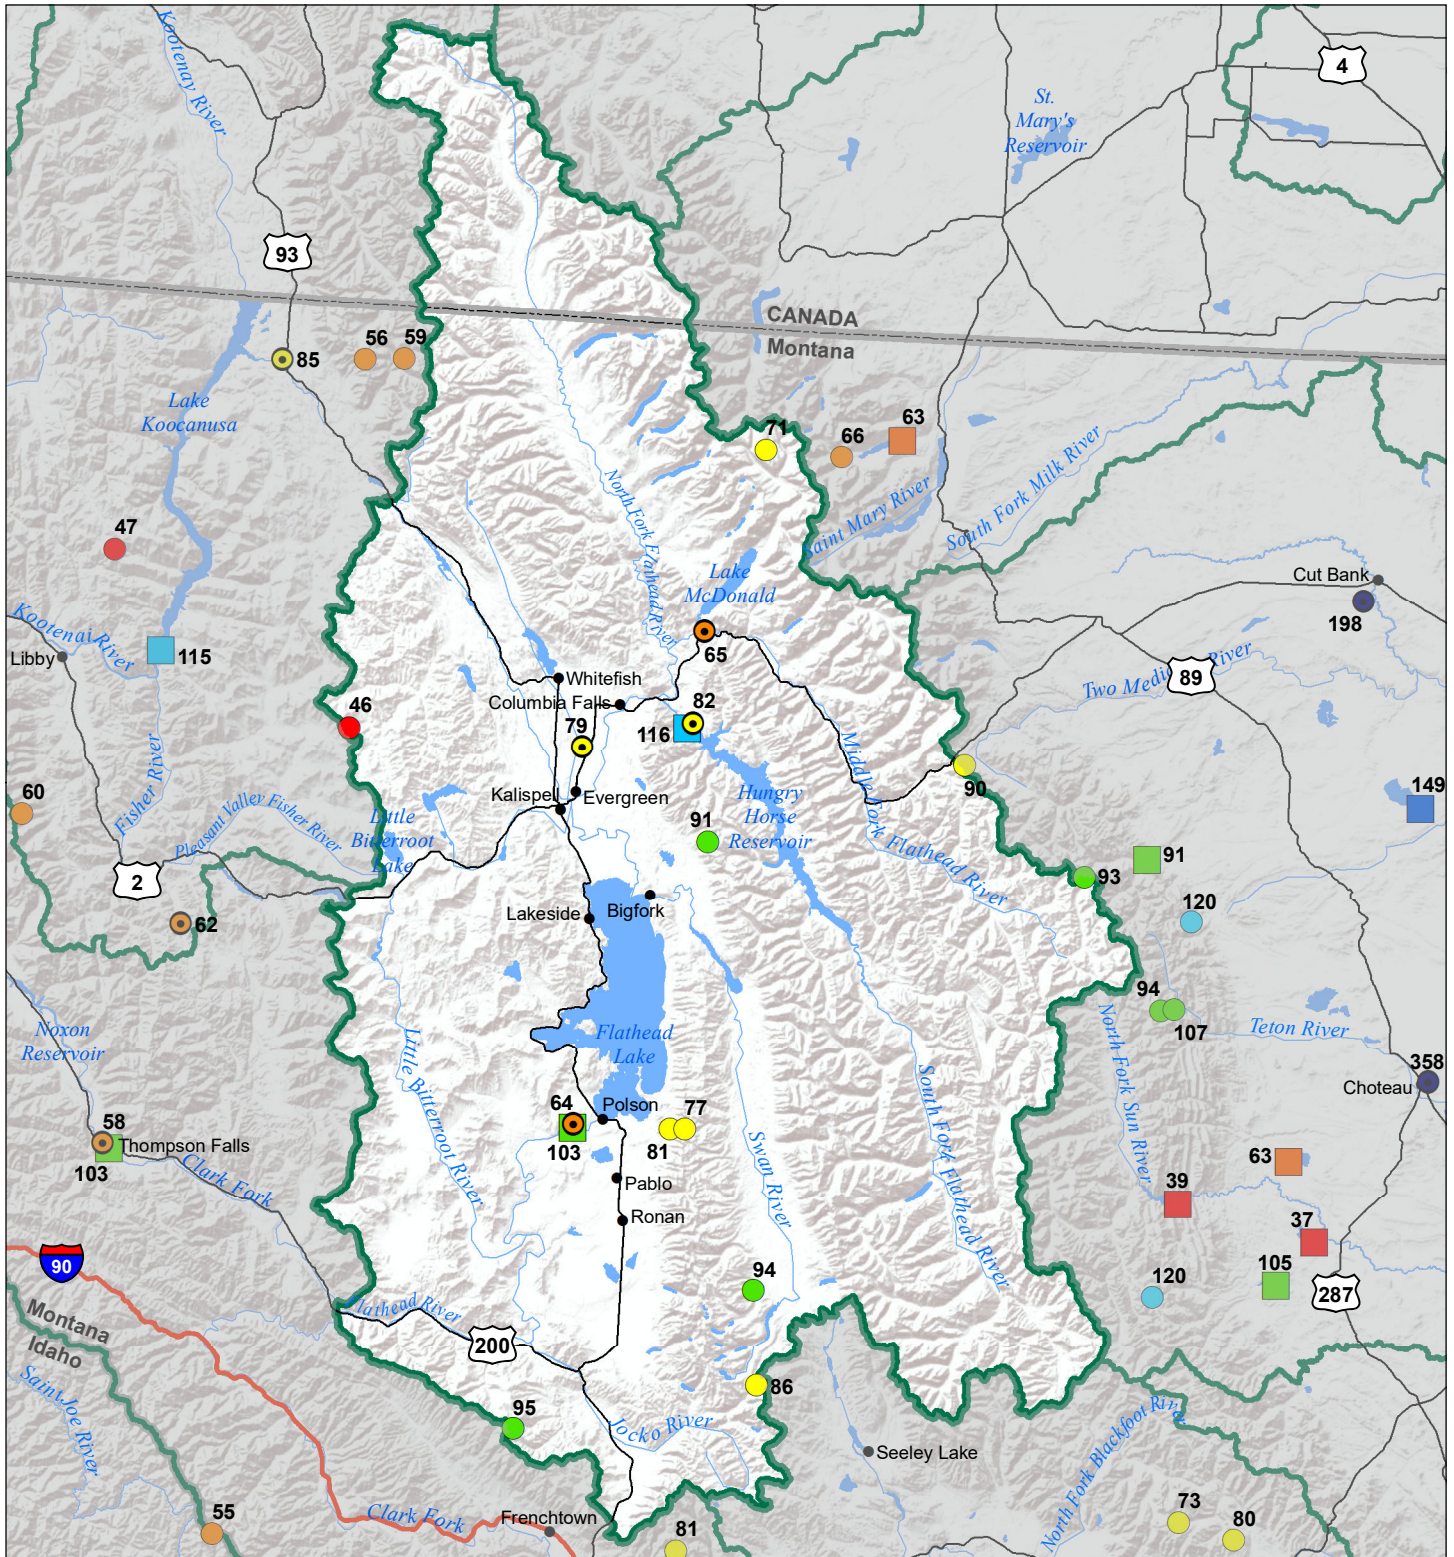 Kootenay River
4
St.
Mary's
Reservoir
93
CANADA
Montana
85
56
59
Lake
Koocanusa
71
66
63
North Fork Flathead River
Saint Mary River
South Fork Milk River
47
Lake
McDonald
Cut Bank
198
Kootenai River
Libby
115
65
Whitefish
Columbia Falls
82
116
79
46
Two Medi River
89
Middle Fork Flathead River
90
Fisher River
Pleasant Valley Fisher River
60
Kalispell
Evergreen
Little
Bitterroot
Lake
Hungry
Horse
Reservoir
149
91
91
93
2
62
Lakeside
Bigfork
120
94
107
Noxon
Reservoir
Little Bitterroot River
Flathead
Lake
North Fork Sun River
Teton River
358
Choteau
58
Thompson Falls
103
Clark Fork
64
103
Polson
77
81
Pablo
Ronan
Swan River
South Fork Flathead River
63
39
37
105
120
287
90
Montana
Idaho
Saint Joe River
Flathead River
200
94
86
95
Jocko River
Seeley Lake
North Fork Blackfoot River
55
Clark Fork
Frenchtown
81
73
80